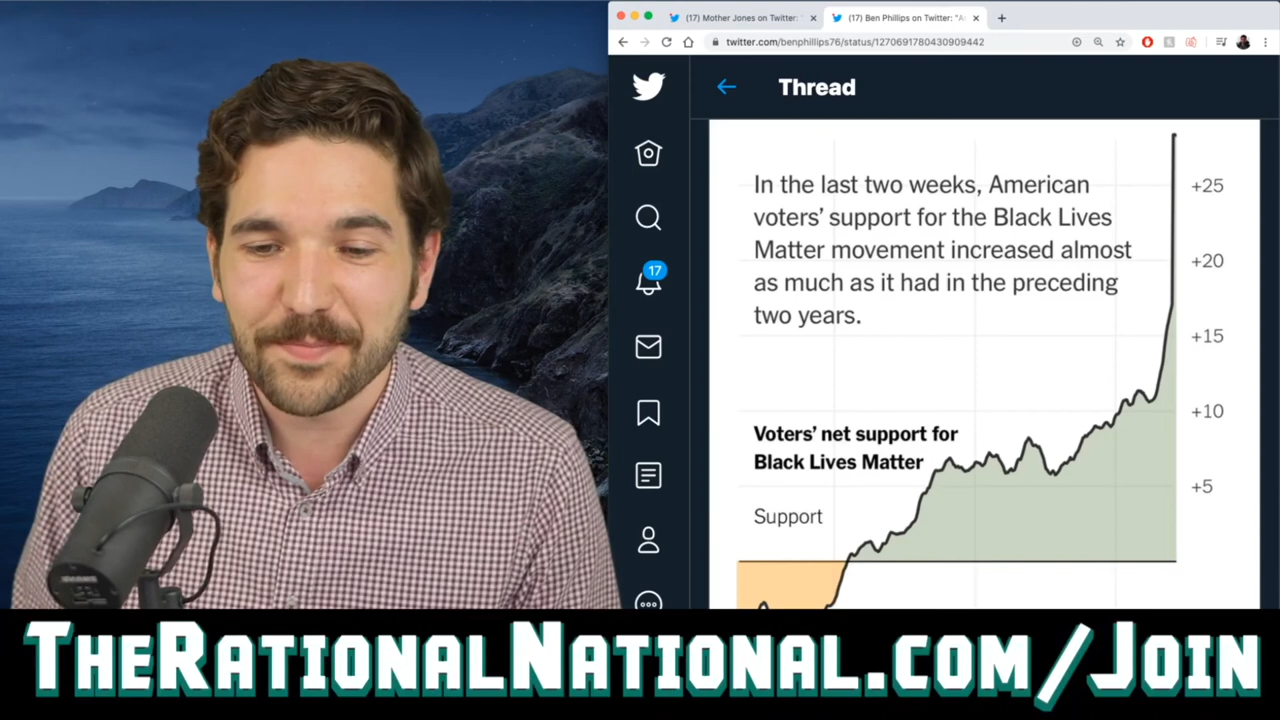 (17) Mother Jones on Twitter: "
(17) Ben Phillips on Twitter: "A
twitter.com/benphillips76/status/1270691780430909442
Thread
17
In the last two weeks, American
voters' support for the Black Lives
Matter movement increased almost
as much as it had in the preceding
two years.
+25
+20
+15
+10
+5
Voters' net support for
Black Lives Matter
Support
TheRationalNational.com/Join